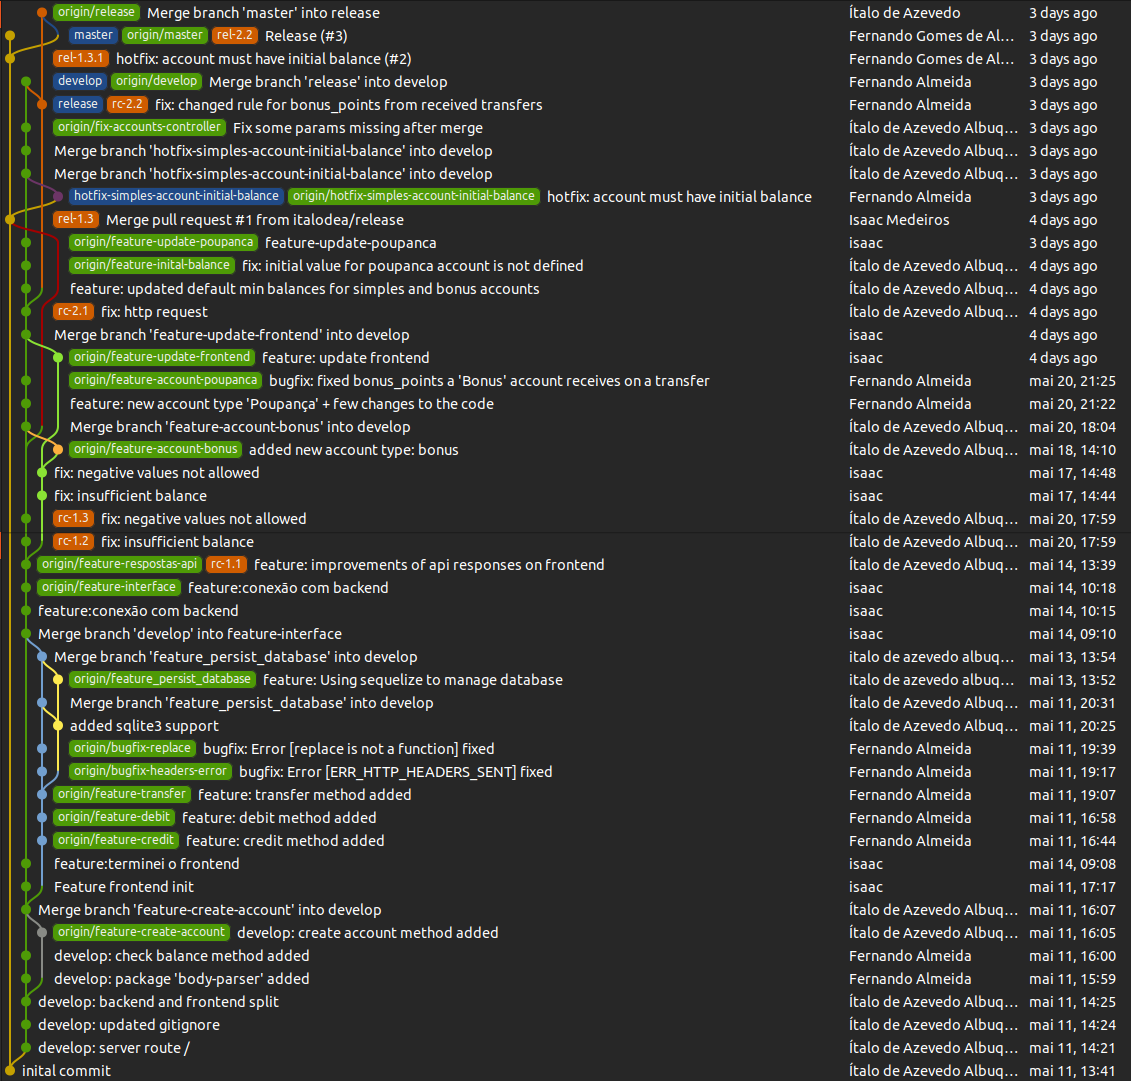 origin/release Merge branch 'master' into release Ítalo de Azevedo 3 days ago
master origin/master rel-2.2 Release (#3) Fernando Gomes de Al... 3 days ago
rel-1.3.1 hotfix: account must have initial balance (#2) Fernando Gomes de Al... 3 days ago
develop origin/develop Merge branch 'release' into develop Fernando Almeida 3 days ago
release rc-2.2 fix: changed rule for bonus_points from received transfers Fernando Almeida 3 days ago
origin/fix-accounts-controller Fix some params missing after merge Ítalo de Azevedo Albuq... 3 days ago
Merge branch 'hotfix-simples-account-initial-balance' into develop Ítalo de Azevedo Albuq... 3 days ago
Merge branch 'hotfix-simples-account-initial-balance' into develop Ítalo de Azevedo Albuq... 3 days ago
hotfix-simples-account-initial-balance origin/hotfix-simples-account-initial-balance hotfix: account must have initial balance Fernando Almeida 3 days ago
rel-1.3 Merge pull request #1 from italodea/release Isaac Medeiros 4 days ago
origin/feature-update-poupanca feature-update-poupanca isaac 3 days ago
origin/feature-inital-balance fix: initial value for poupanca account is not defined Ítalo de Azevedo Albuq... 4 days ago
feature: updated default min balances for simples and bonus accounts Ítalo de Azevedo Albuq... 4 days ago
rc-2.1 fix: http request Ítalo de Azevedo Albuq... 4 days ago
Merge branch 'feature-update-frontend' into develop isaac 4 days ago
origin/feature-update-frontend feature: update frontend isaac 4 days ago
origin/feature-account-poupanca bugfix: fixed bonus_points a 'Bonus' account receives on a transfer Fernando Almeida mai 20, 21:25
feature: new account type 'Poupança' + few changes to the code Fernando Almeida mai 20, 21:22
Merge branch 'feature-account-bonus' into develop Ítalo de Azevedo Albuq... mai 20, 18:04
origin/feature-account-bonus added new account type: bonus Ítalo de Azevedo Albuq... mai 18, 14:10
fix: negative values not allowed isaac mai 17, 14:48
fix: insufficient balance isaac mai 17, 14:44
rc-1.3 fix: negative values not allowed Ítalo de Azevedo Albuq... mai 20, 17:59
rc-1.2 fix: insufficient balance Ítalo de Azevedo Albuq... mai 20, 17:59
origin/feature-respostas-api rc-1.1 feature: improvements of api responses on frontend Ítalo de Azevedo Albuq... mai 14, 13:39
origin/feature-interface feature:conexão com backend isaac mai 14, 10:18
feature:conexão com backend isaac mai 14, 10:15
Merge branch 'develop' into feature-interface isaac mai 14, 09:10
Merge branch 'feature_persist_database' into develop italo de azevedo albuq... mai 13, 13:54
origin/feature_persist_database feature: Using sequelize to manage database italo de azevedo albuq... mai 13, 13:52
Merge branch 'feature_persist_database' into develop Ítalo de Azevedo Albuq... mai 11, 20:31
added sqlite3 support Ítalo de Azevedo Albuq... mai 11, 20:25
origin/bugfix-replace bugfix: Error [replace is not a function] fixed Fernando Almeida mai 11, 19:39
origin/bugfix-headers-error bugfix: Error [ERR_HTTP_HEADERS_SENT] fixed Fernando Almeida mai 11, 19:17
origin/feature-transfer feature: transfer method added Fernando Almeida mai 11, 19:07
origin/feature-debit feature: debit method added Fernando Almeida mai 11, 16:58
origin/feature-credit feature: credit method added Fernando Almeida mai 11, 16:44
feature:terminei o frontend isaac mai 14, 09:08
Feature frontend init isaac mai 11, 17:17
Merge branch 'feature-create-account' into develop Ítalo de Azevedo Albuq... mai 11, 16:07
origin/feature-create-account develop: create account method added Ítalo de Azevedo Albuq... mai 11, 16:05
develop: check balance method added Fernando Almeida mai 11, 16:00
develop: package 'body-parser' added Fernando Almeida mai 11, 15:59
develop: backend and frontend split Ítalo de Azevedo Albuq... mai 11, 14:25
develop: updated gitignore Ítalo de Azevedo Albuq... mai 11, 14:24
develop: server route / Ítalo de Azevedo Albuq... mai 11, 14:21
inital commit Ítalo de Azevedo Albuq... mai 11, 13:41